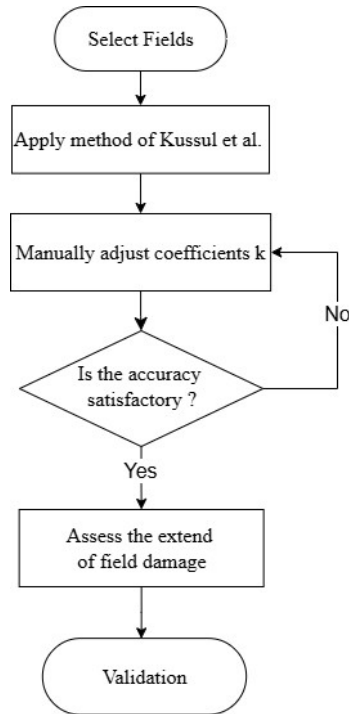 Select Fields
Apply method of Kussul et al.
Manually adjust coefficients k
No
Is the accuracy
satisfactory ?
Yes
Assess the extend
of field damage
Validation